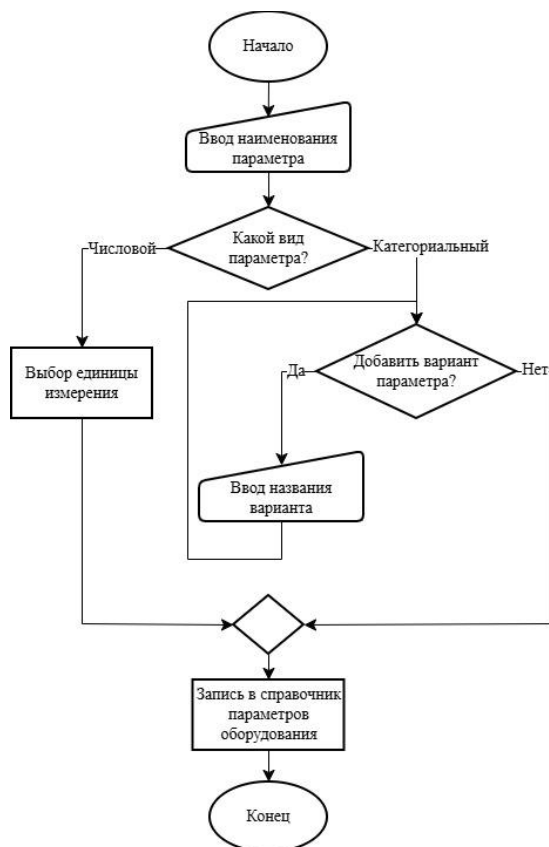 Начало
Ввод наименования
параметра
Какой вид
параметра?
Числовой
Категориальный
Выбор единицы
измерения
Добавить вариант
параметра?
Да
Нет
Ввод названия
варианта
Запись в справочник
параметров
оборудования
Конец